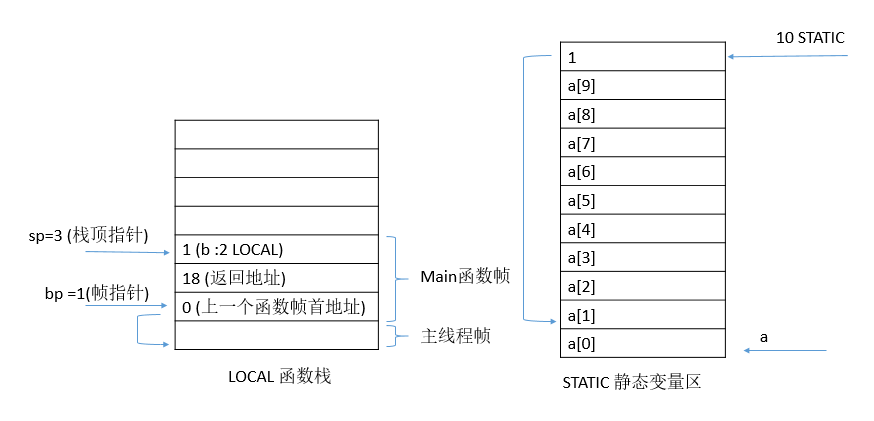 sp=3 (栈顶指针)
bp =1(帧指针)
1 (b :2 LOCAL)
18 (返回地址)
0 (上一个函数帧首地址)
Main函数帧
主线程帧
LOCAL 函数栈
10 STATIC
1
a[9]
a[8]
a[7]
a[6]
a[5]
a[4]
a[3]
a[2]
a[1]
a[0]
a
STATIC 静态变量区